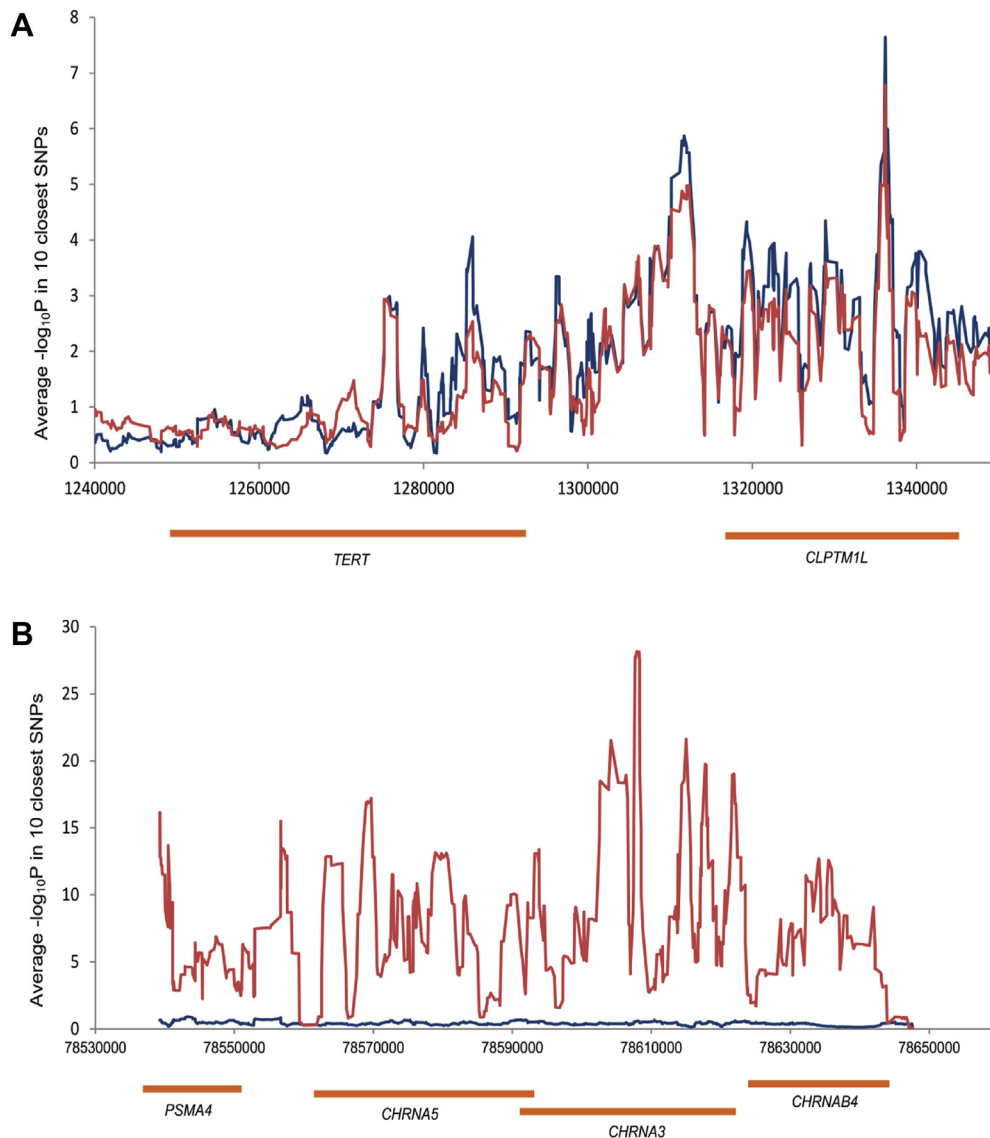 A
Average -log₁₀P in 10 closest SNPs
8
7
6
5
4
3
2
1
0
1240000 1260000 1280000 1300000 1320000 1340000
TERT CLPTM1L
B
Average -log₁₀P in 10 closest SNPs
30
25
20
15
10
5
0
78530000 78550000 78570000 78590000 78610000 78630000 78650000
PSMA4 CHRNA5 CHRNA3 CHRNAB4